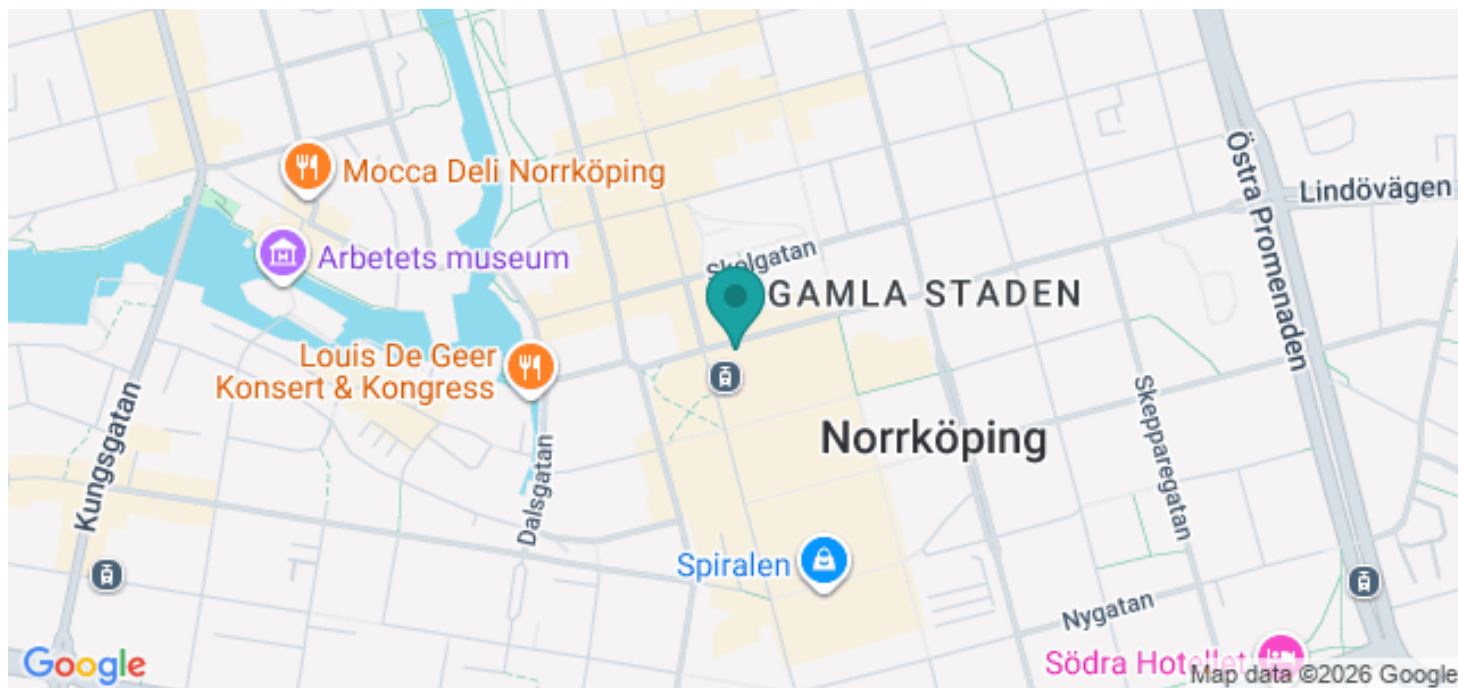 Mocca Deli Norrköping
Östra Promenaden
Lindövägen
Arbetets museum
Skolgatan
GAMLA STADEN
Louis De Geer
Konsert & Kongress
Kungsgatan
Norrköping
Skepparegatan
Dalsgatan
Spiralen
Nygatan
Södra Hotellet
Google
Map data ©2026 Google